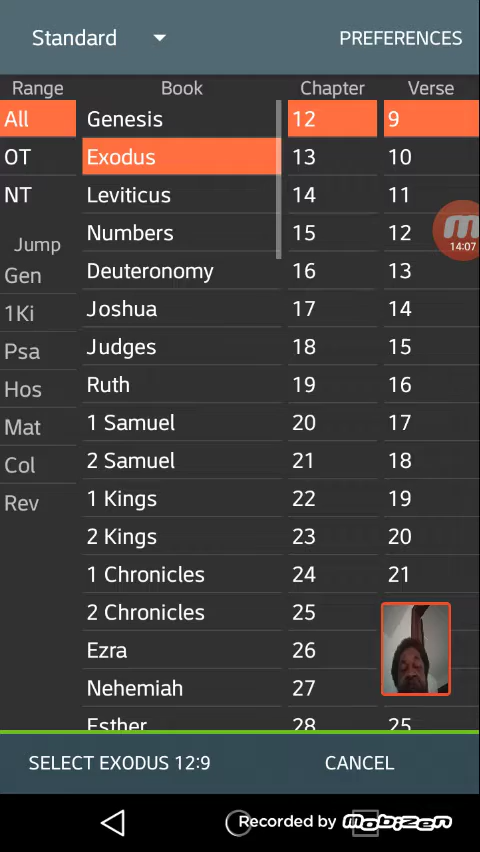 Standard PREFERENCES
Range Book Chapter Verse
All Genesis 12 9
OT Exodus 13 10
NT Leviticus 14 11
Numbers 15 12
Jump
14:07
Gen Deuteronomy 16 13
1Ki Joshua 17 14
Psa Judges 18 15
Hos Ruth 19 16
Mat 1 Samuel 20 17
Col 2 Samuel 21 18
Rev 1 Kings 22 19
2 Kings 23 20
1 Chronicles 24 21
2 Chronicles 25
Ezra 26
Nehemiah 27
Esther 28 25
SELECT EXODUS 12:9 CANCEL
Recorded by Mobizen